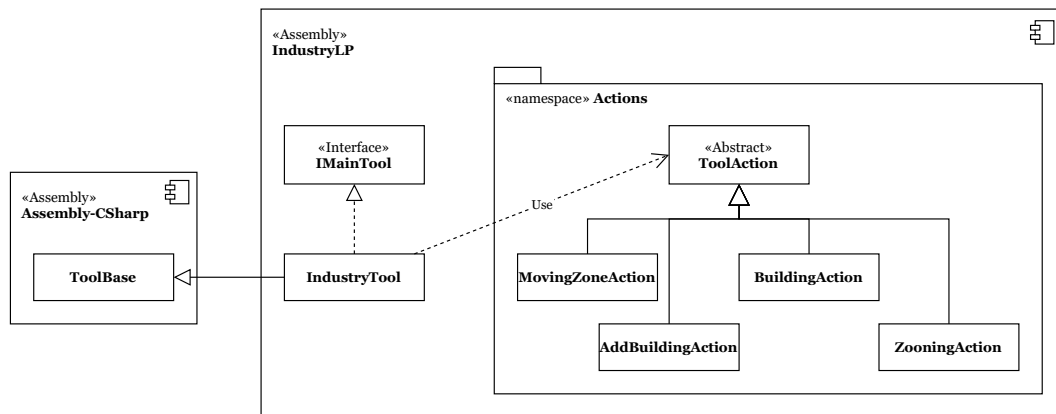 «Assembly»
IndustryLP
«namespace» Actions
«Interface»
IMainTool
«Abstract»
ToolAction
Use
«Assembly»
Assembly-CSharp
ToolBase
IndustryTool
MovingZoneAction
BuildingAction
AddBuildingAction
ZooningAction